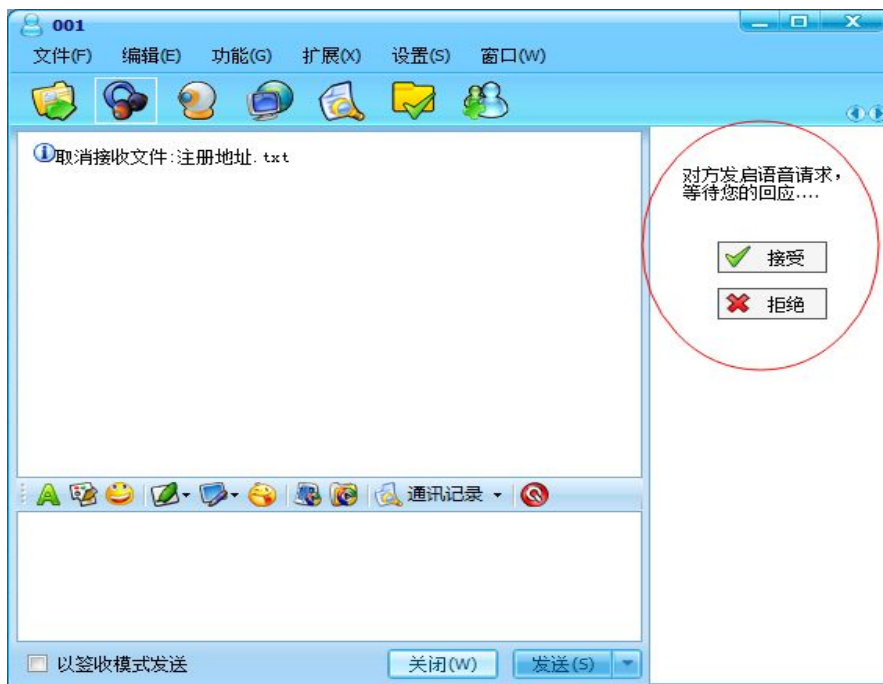 001
文件(F) 编辑(E) 功能(G) 扩展(X) 设置(S) 窗口(W)
取消接收文件:注册地址.txt
对方发启语音请求，
等待您的回应....
接受
拒绝
通讯记录
以签收模式发送 关闭(W) 发送(S)